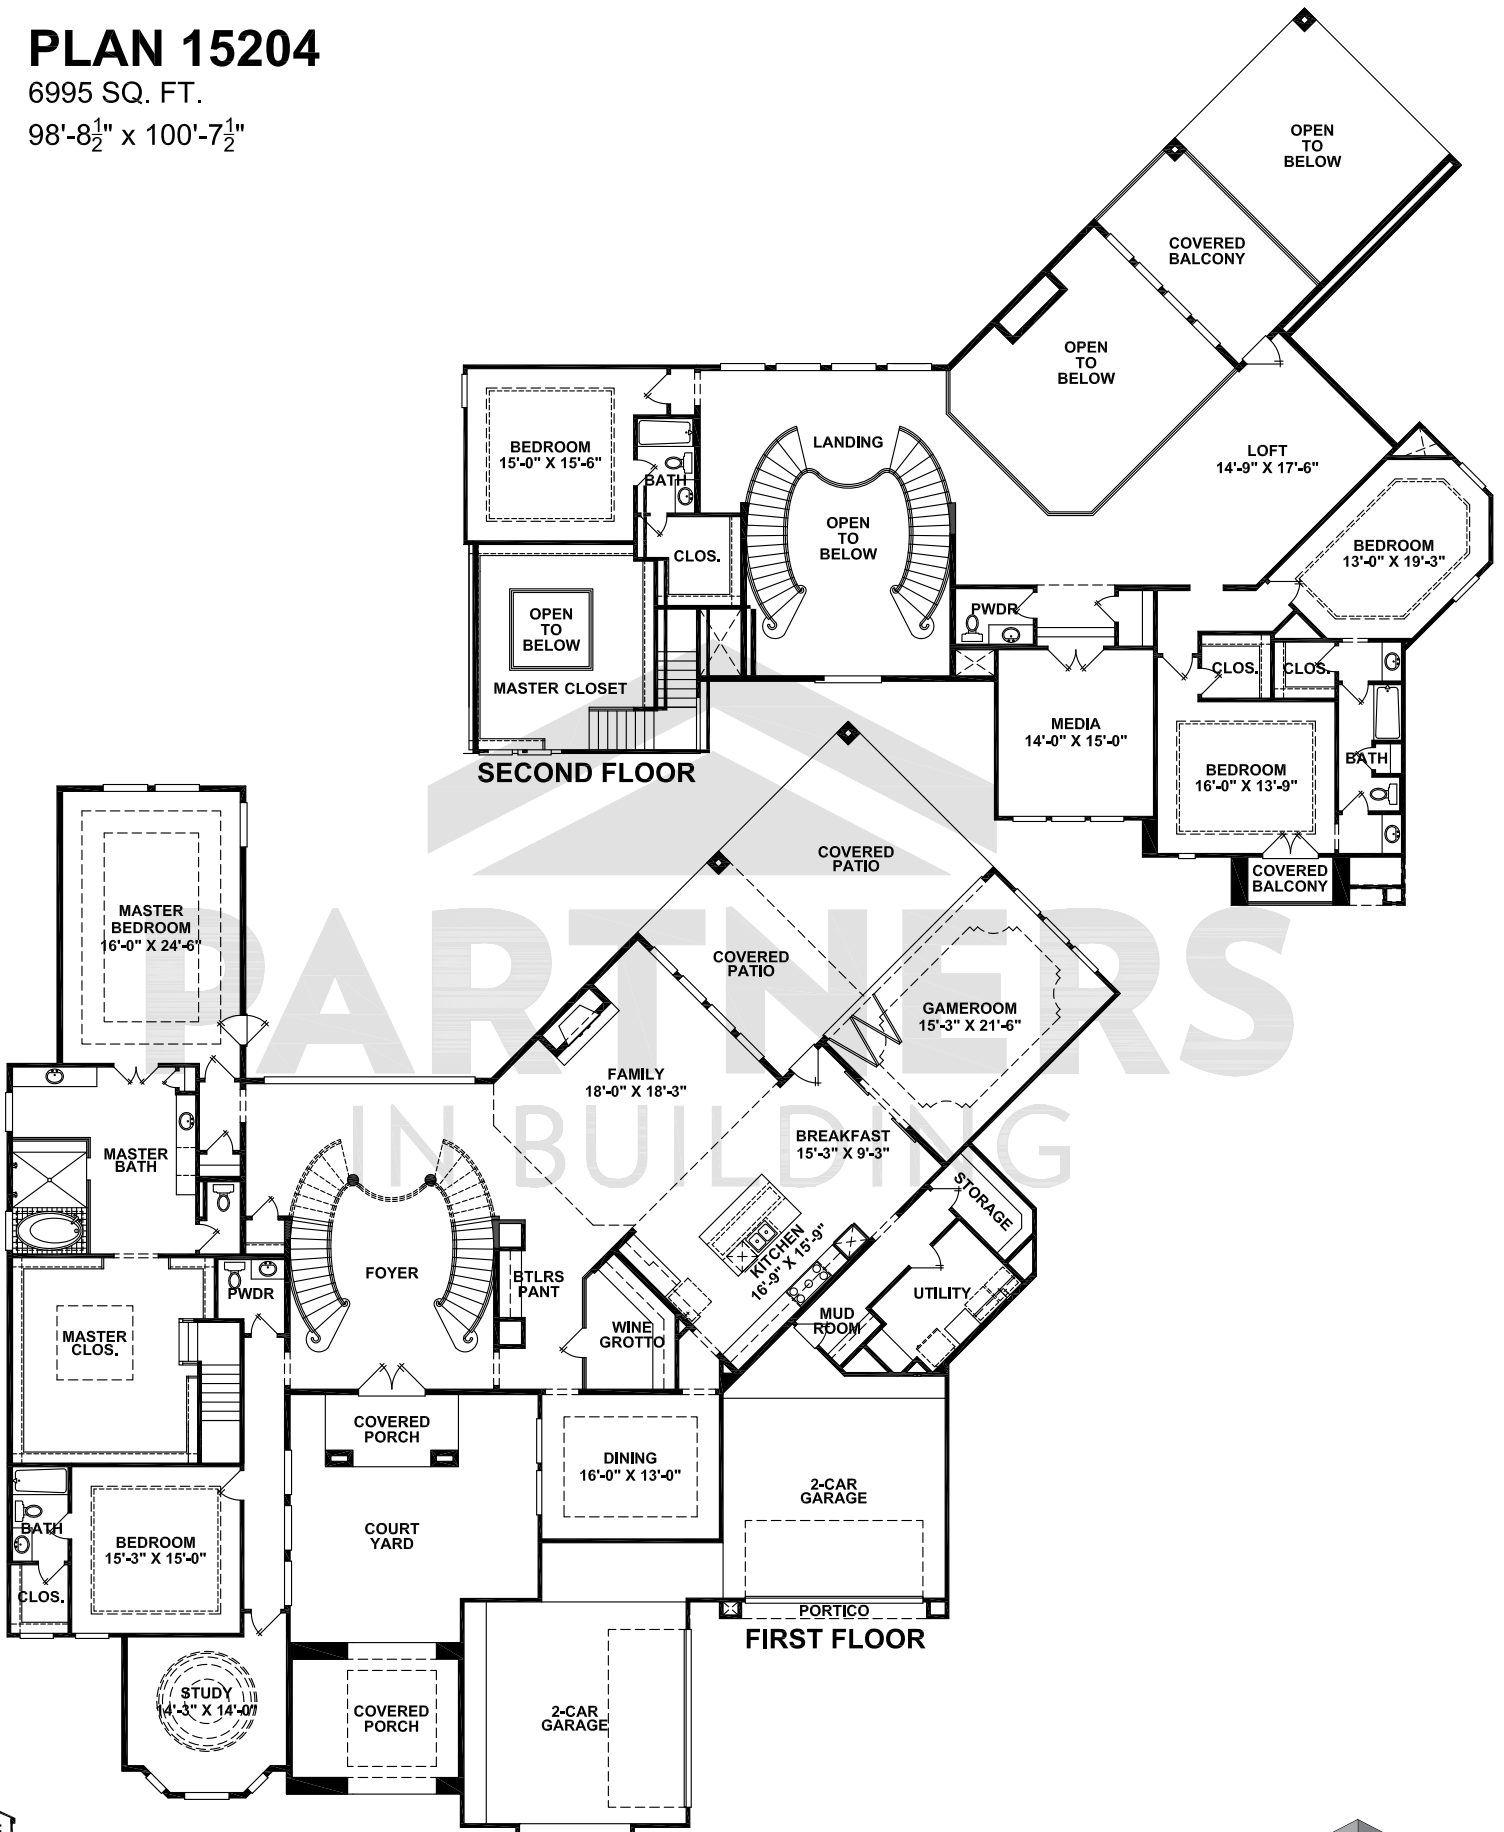 PLAN 15204
6995 SQ. FT.
98'-8½" x 100'-7½"
OPEN
TO
BELOW
COVERED
BALCONY
OPEN
TO
BELOW
BEDROOM
15'-0" X 15'-6"
LANDING
LOFT
14'-9" X 17'-6"
BATH
OPEN
TO
BELOW
CLOS.
BEDROOM
13'-0" X 19'-3"
OPEN
TO
BELOW
PWDR
MASTER CLOSET
CLOS.
CLOS.
MEDIA
14'-0" X 15'-0"
BATH
BEDROOM
16'-0" X 13'-9"
COVERED
BALCONY
SECOND FLOOR
COVERED
PATIO
MASTER
BEDROOM
16'-0" X 24'-6"
COVERED
PATIO
GAMEROOM
15'-3" X 21'-6"
PARTNERS
IN BUILDING
FAMILY
18'-0" X 18'-3"
BREAKFAST
15'-3" X 9'-3"
MASTER
BATH
STORAGE
KITCHEN
16'-9" X 15'-9"
FOYER
BTLRS
PANT
PWDR
UTILITY
MUD
ROOM
WINE
GROTTO
MASTER
CLOS.
COVERED
PORCH
DINING
16'-0" X 13'-0"
2-CAR
GARAGE
BATH
COURT
YARD
BEDROOM
15'-3" X 15'-0"
CLOS.
PORTICO
FIRST FLOOR
STUDY
14'-3" X 14'-0"
COVERED
PORCH
2-CAR
GARAGE